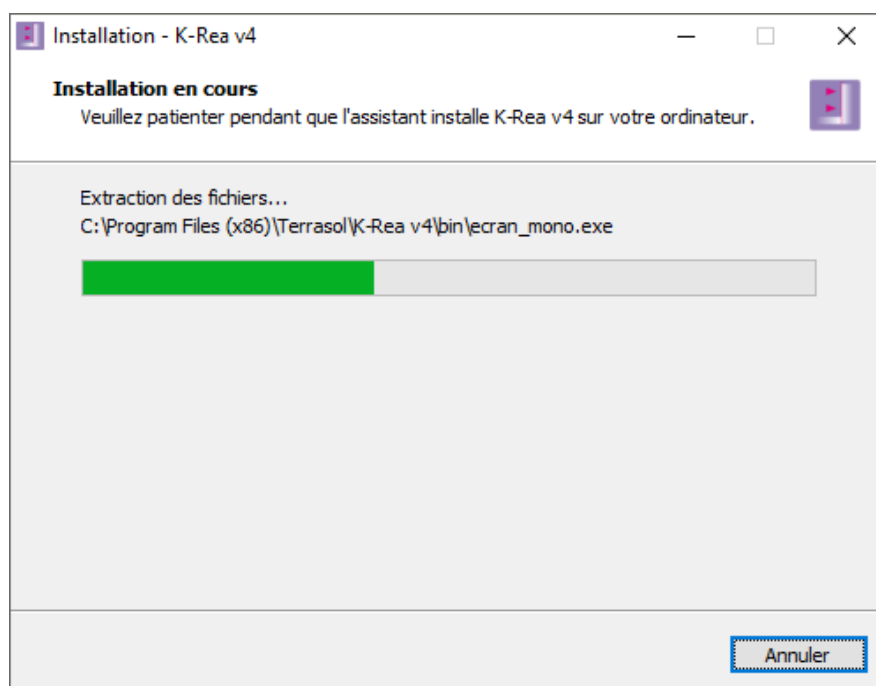 Installation - K-Rea v4
Installation en cours
Veuillez patienter pendant que l'assistant installe K-Rea v4 sur votre ordinateur.
Extraction des fichiers...
C:\Program Files (x86)\Terrasol\K-Rea v4\bin\ecran_mono.exe
Annuler